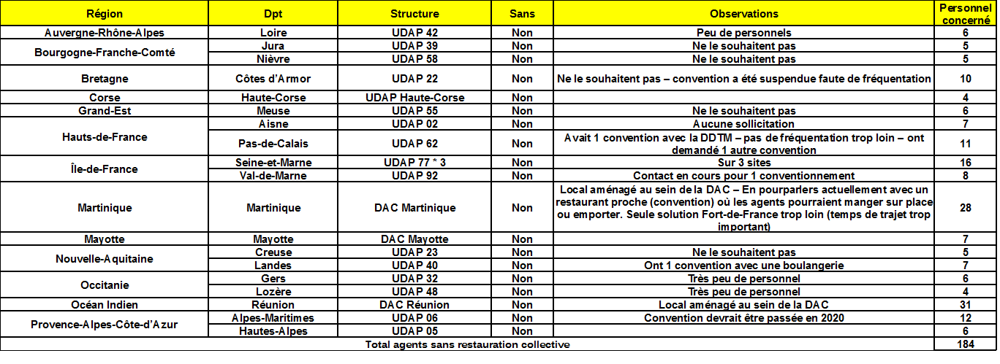 Région Dpt Structure Sans Observations Personnel concerné
Auvergne-Rhône-Alpes Loire UDAP 42 Non Peu de personnels 6
Bourgogne-Franche-Comté Jura UDAP 39 Non Ne le souhaitent pas 5
Nièvre UDAP 58 Non Ne le souhaitent pas 5
Bretagne Côtes d’Armor UDAP 22 Non Ne le souhaitent pas – convention a été suspendue faute de fréquentation 10
Corse Haute-Corse UDAP Haute-Corse Non 4
Grand-Est Meuse UDAP 55 Non Ne le souhaitent pas 6
Hauts-de-France Aisne UDAP 02 Non Aucune sollicitation 7
Pas-de-Calais UDAP 62 Non Avait 1 convention avec la DDTM – pas de fréquentation trop loin – ont
demandé 1 autre convention 11
Île-de-France Seine-et-Marne UDAP 77 * 3 Non Sur 3 sites 16
Val-de-Marne UDAP 92 Non Contact en cours pour 1 conventionnement 8
Martinique Martinique DAC Martinique Non Local aménagé au sein de la DAC – En pourparlers actuellement avec un
restaurant proche (convention) où les agents pourraient manger sur place
ou emporter. Seule solution Fort-de-France trop loin (temps de trajet trop
important) 28
Mayotte Mayotte DAC Mayotte Non 7
Nouvelle-Aquitaine Creuse UDAP 23 Non Ne le souhaitent pas 5
Landes UDAP 40 Non Ont 1 convention avec une boulangerie 7
Occitanie Gers UDAP 32 Non Très peu de personnel 6
Lozère UDAP 48 Non Très peu de personnel 4
Océan Indien Réunion DAC Réunion Non Local aménagé au sein de la DAC 31
Provence-Alpes-Côte-d’Azur Alpes-Maritimes UDAP 06 Non Convention devrait être passée en 2020 12
Hautes-Alpes UDAP 05 Non 6
Total agents sans restauration collective 184